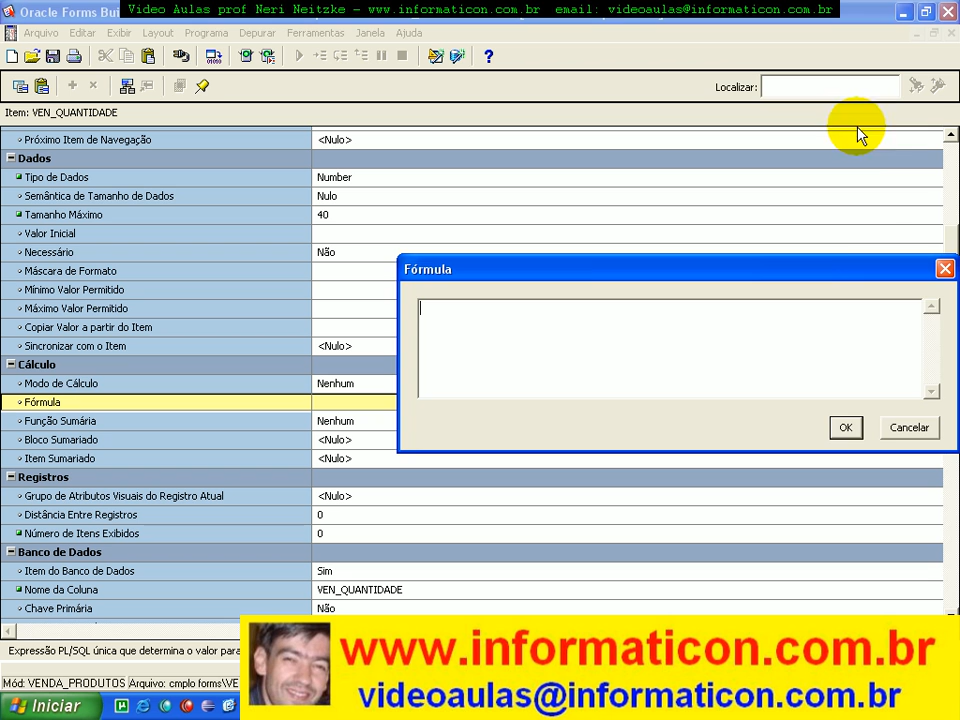 Oracle Forms Bui
Video Aulas prof Neri Neitzke – www.informaticon.com.br email: videoaulas@informaticon.com.br
Arquivo Editar Exibir Layout Programa Depurar Ferramentas Janela Ajuda
Localizar:
Item: VEN_QUANTIDADE
Próximo Item de Navegação <Nulo>
Dados
Tipo de Dados Number
Semântica de Tamanho de Dados Nulo
Tamanho Máximo 40
Valor Inicial
Necessário Não
Máscara de Formato
Mínimo Valor Permitido
Máximo Valor Permitido
Copiar Valor a partir do Item
Sincronizar com o Item <Nulo>
Cálculo
Modo de Cálculo Nenhum
Fórmula
Função Sumária Nenhum
Bloco Sumariado <Nulo>
Item Sumariado <Nulo>
Fórmula
OK Cancelar
Registros
Grupo de Atributos Visuais do Registro Atual <Nulo>
Distância Entre Registros 0
Número de Itens Exibidos 0
Banco de Dados
Item do Banco de Dados Sim
Nome da Coluna VEN_QUANTIDADE
Chave Primária Não
Expressão PL/SQL única que determina o valor para
Mód: VENDA_PRODUTOS Arquivo: cmplo forms\VE
Iniciar
www.informaticon.com.br
videoaulas@informaticon.com.br